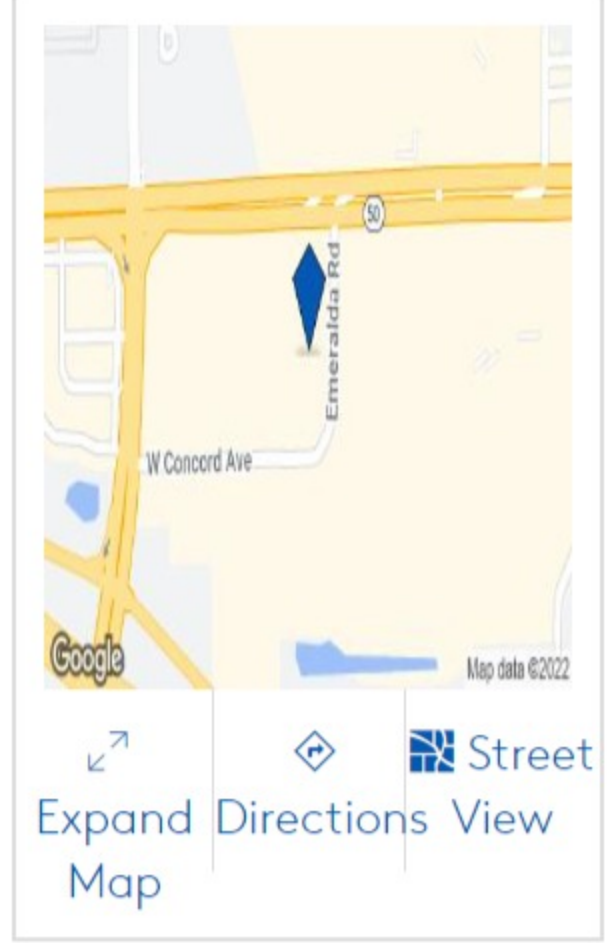 50
Emeralda Rd
W Concord Ave
Google
Map data ©2022
Expand
Map
Directions
Street
View